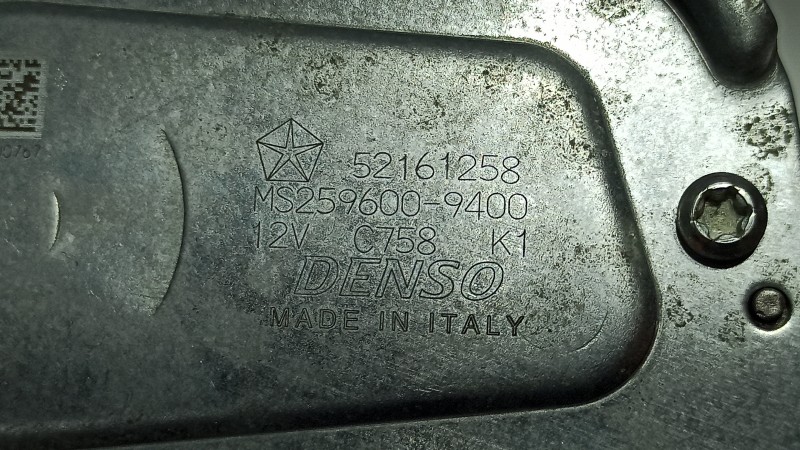 52161258
MS259600-9400
12V C758 K1
DENSO
MADE IN ITALY